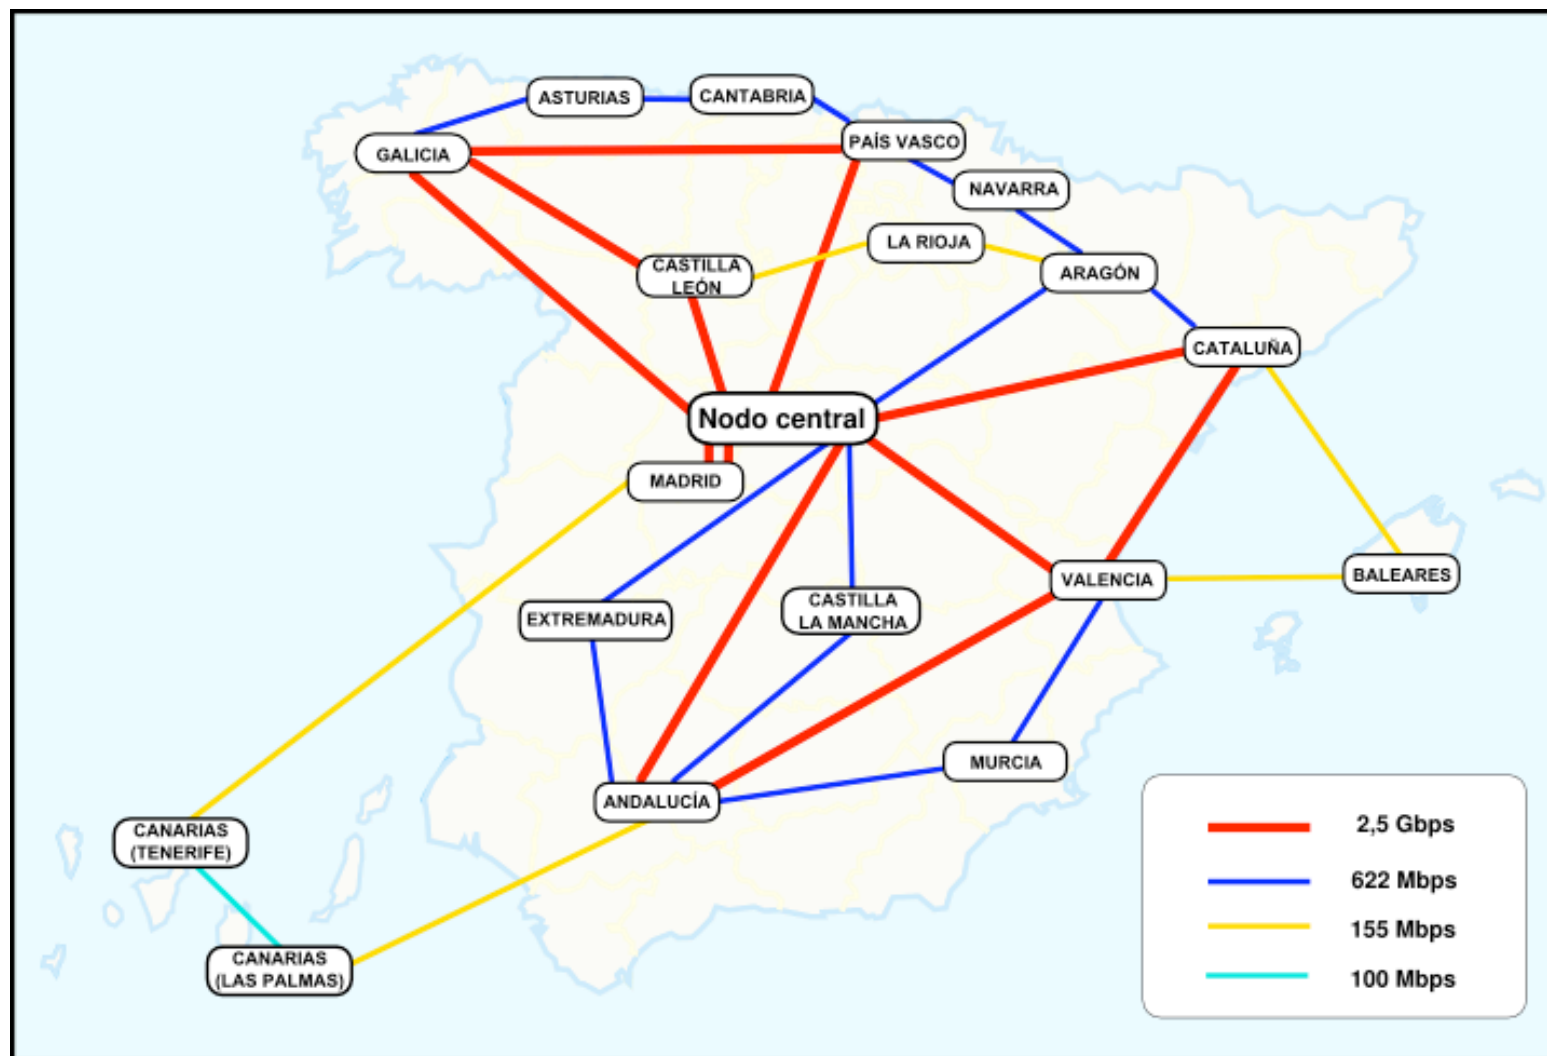 ASTURIAS
CANTABRIA
PAÍS VASCO
GALICIA
NAVARRA
LA RIOJA
CASTILLA
LEÓN
ARAGÓN
CATALUÑA
Nodo central
MADRID
VALENCIA
BALEARES
EXTREMADURA
CASTILLA
LA MANCHA
MURCIA
ANDALUCÍA
CANARIAS
(TENERIFE)
CANARIAS
(LAS PALMAS)
2,5 Gbps
622 Mbps
155 Mbps
100 Mbps